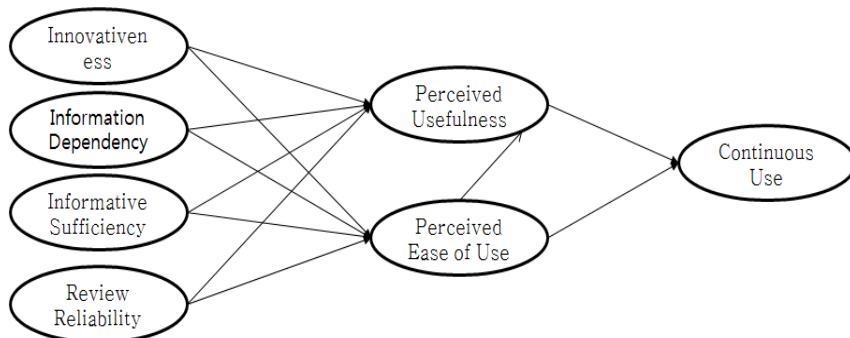 Innovativen
ess
Information
Dependency
Informative
Sufficiency
Review
Reliability
Perceived
Usefulness
Perceived
Ease of Use
Continuous
Use